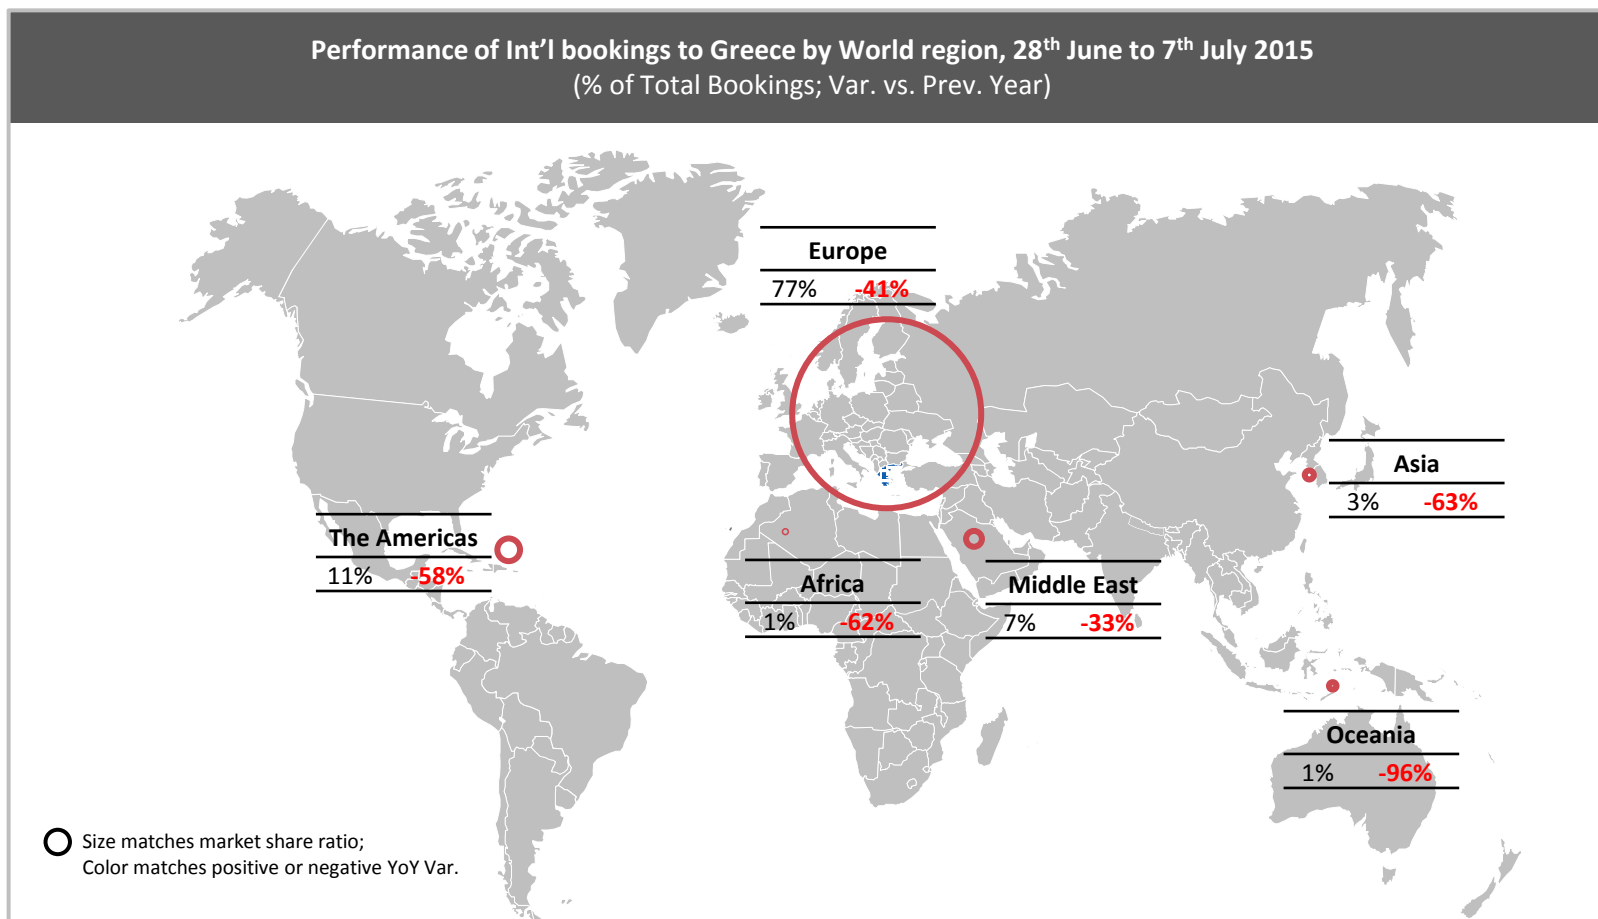 Performance of Int’l bookings to Greece by World region, 28th June to 7th July 2015
(% of Total Bookings; Var. vs. Prev. Year)
Europe
77% -41%
Asia
3% -63%
The Americas
11% -58%
Africa
1% -62%
Middle East
7% -33%
Oceania
1% -96%
Size matches market share ratio;
Color matches positive or negative YoY Var.